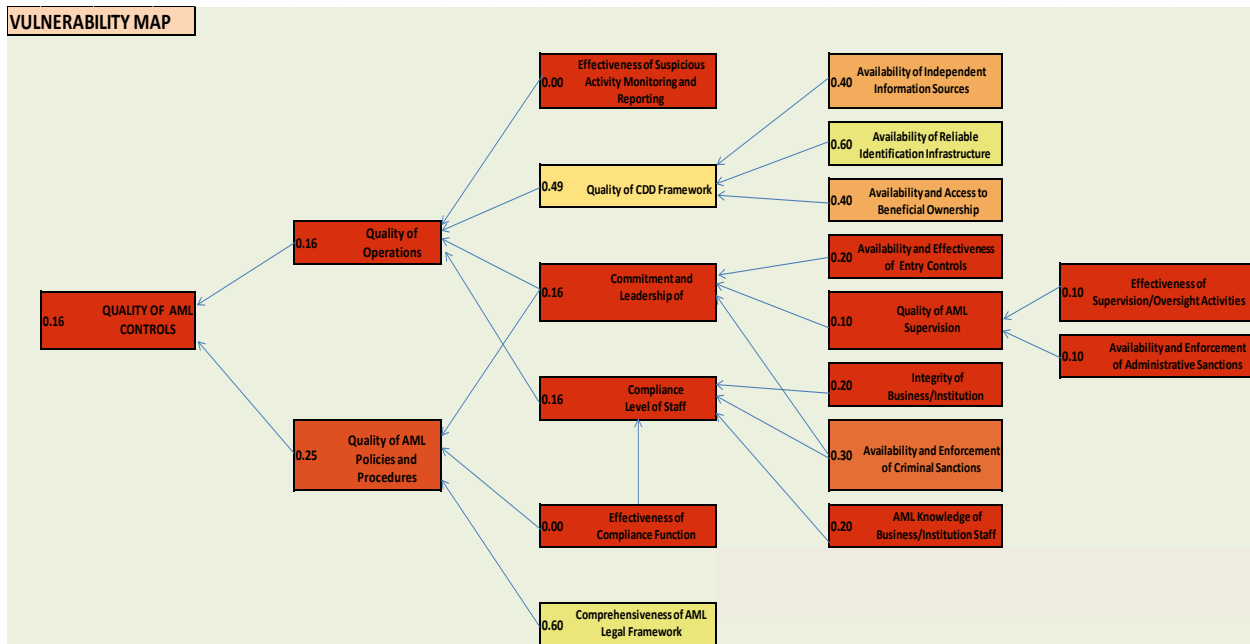 VULNERABILITY MAP
0.16
QUALITY OF AML
CONTROLS
0.16
Quality of
Operations
0.25
Quality of AML
Policies and
Procedures
0.00
Effectiveness of Suspicious
Activity Monitoring and
Reporting
0.49
Quality of CDD Framework
0.16
Commitment and
Leadership of
0.16
Compliance
Level of Staff
0.00
Effectiveness of
Compliance Function
0.60
Comprehensiveness of AML
Legal Framework
0.40
Availability of Independent
Information Sources
0.60
Availability of Reliable
Identification Infrastructure
0.40
Availability and Access to
Beneficial Ownership
0.20
Availability and Effectiveness
of Entry Controls
0.10
Quality of AML
Supervision
0.20
Integrity of
Business/Institution
0.30
Availability and Enforcement
of Criminal Sanctions
0.20
AML Knowledge of
Business/Institution Staff
0.10
Effectiveness of
Supervision/Oversight Activities
0.10
Availability and Enforcement
of Administrative Sanctions